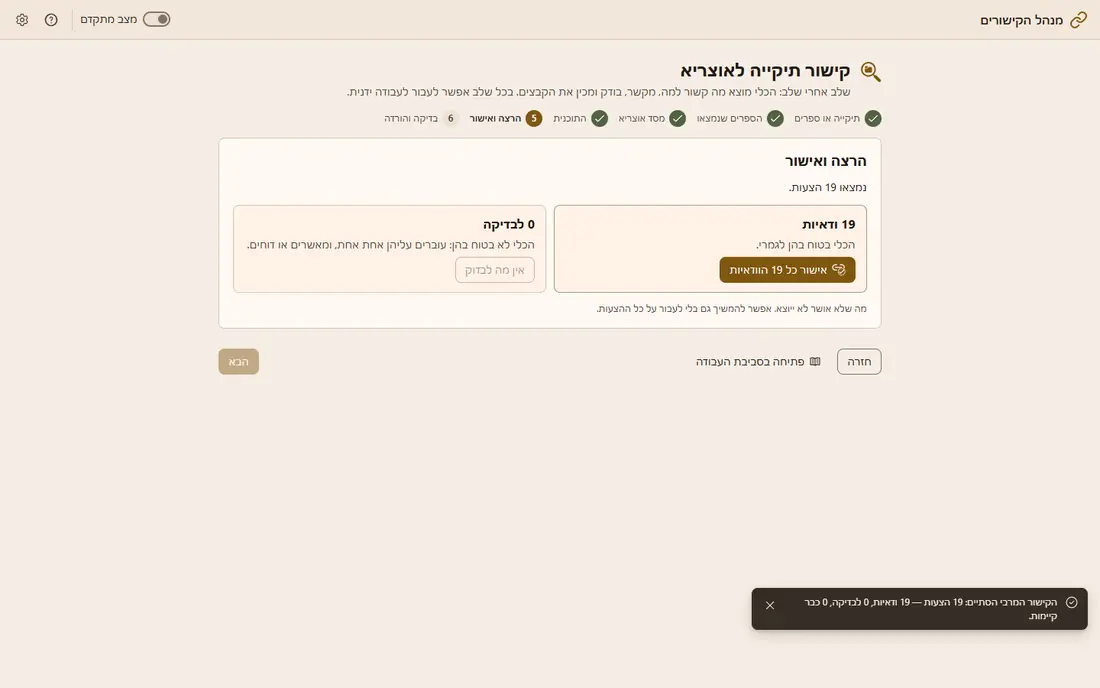 מנהל הקישורים
מצב מתקדם
קישור תיקייה לאוצריא
שלב אחרי שלב: הכלי מוצא מה קשור למה, מקשר, בודק ומכין את הקבצים. בכל שלב אפשר לעבור לעבודה ידנית.
תיקייה או ספרים
הספרים שנמצאו
מסד אוצריא
התוכנית
5 הרצה ואישור
6 בדיקה והורדה
הרצה ואישור
נמצאו 19 הצעות.
19 ודאיות
הכלי בטוח בהן לגמרי.
אישור כל 19 הוודאיות
0 לבדיקה
הכלי לא בטוח בהן: עוברים עליהן אחת אחת, ומאשרים או דוחים.
אין מה לבדוק
מה שלא אושר לא ייוצא. אפשר להמשיך גם בלי לעבור על כל ההצעות.
חזרה
פתיחה בסביבת העבודה
הבא
הקישור המרבי הסתיים: 19 הצעות — 19 ודאיות, 0 לבדיקה, 0 כבר
קיימות.